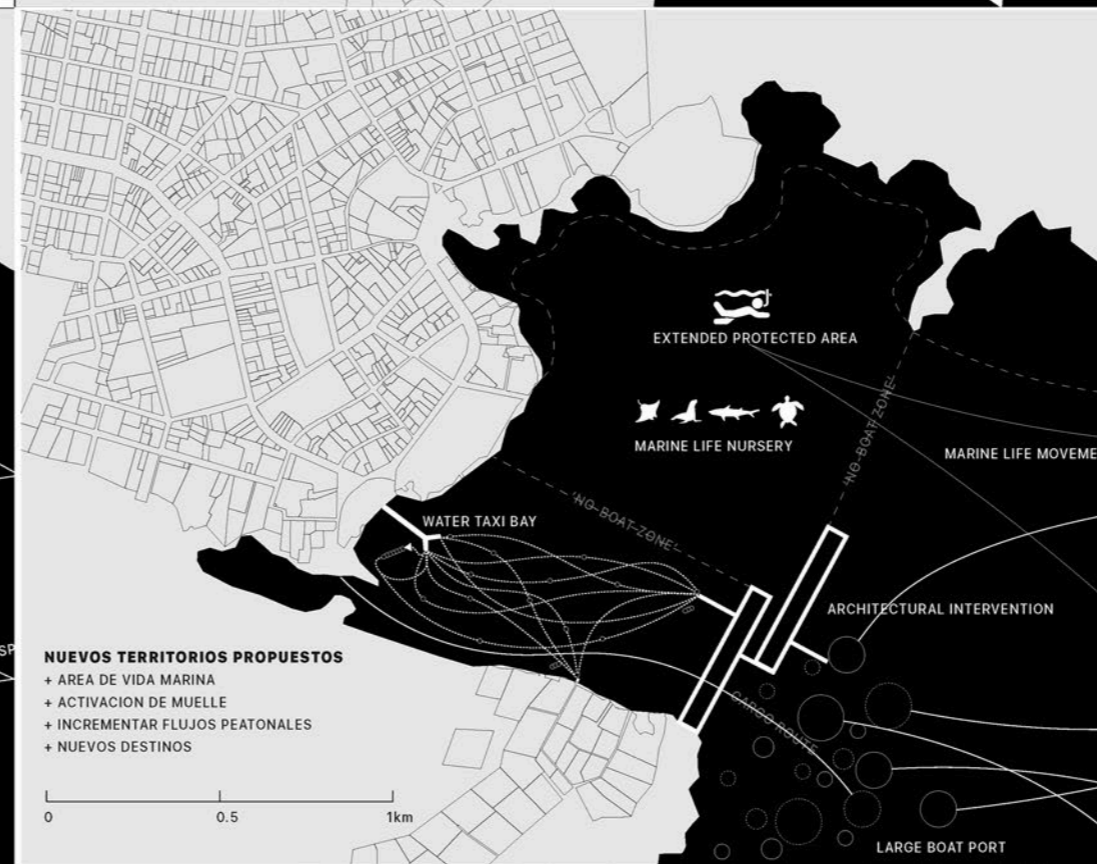 EXTENDED PROTECTED AREA
MARINE LIFE NURSERY
NO BOAT ZONE
MARINE LIFE MOVEME
WATER TAXI BAY
NO BOAT ZONE
ARCHITECTURAL INTERVENTION
SP
NUEVOS TERRITORIOS PROPUESTOS
+ AREA DE VIDA MARINA
+ ACTIVACION DE MUELLE
+ INCREMENTAR FLUJOS PEATONALES
+ NUEVOS DESTINOS
CARGO ROUTE
0 0.5 1km
LARGE BOAT PORT